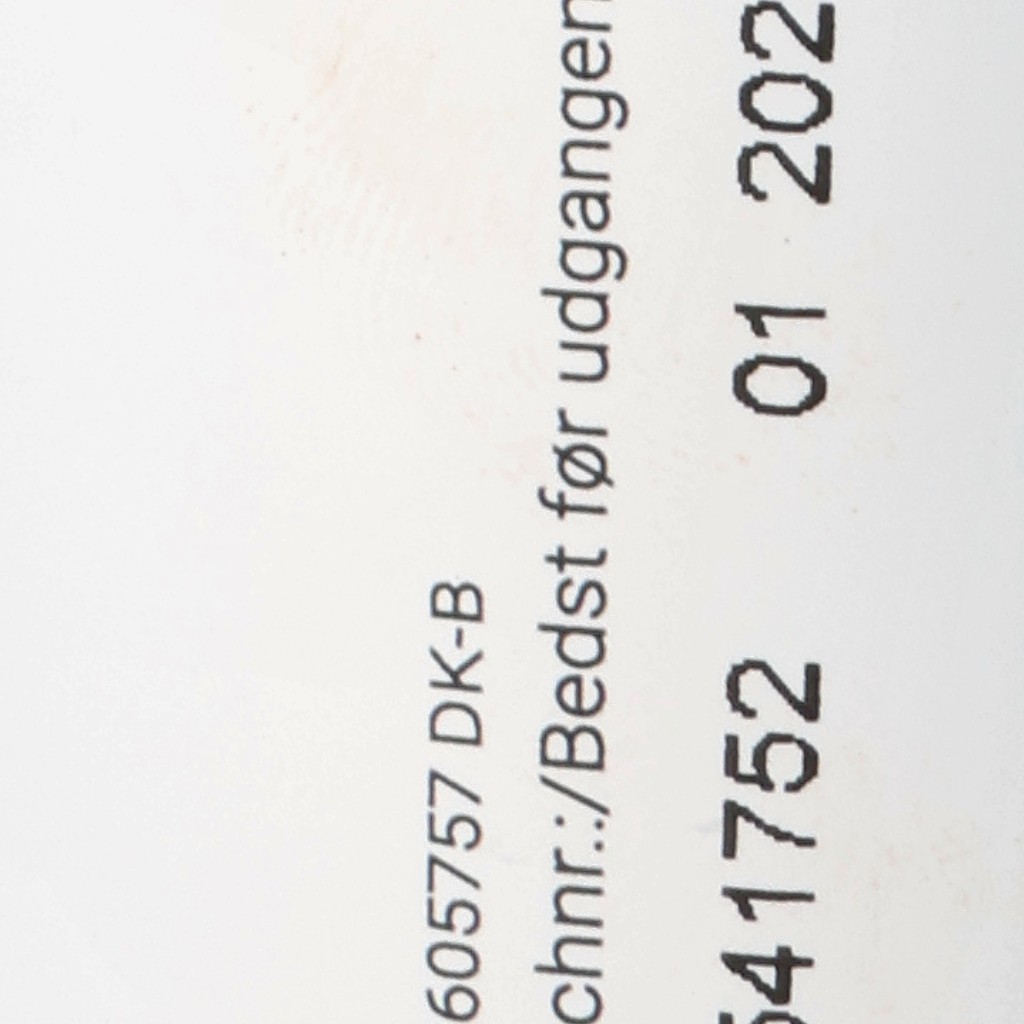 605757 DK-B
chnr.:/Bedst før udgangen
541752 01 202